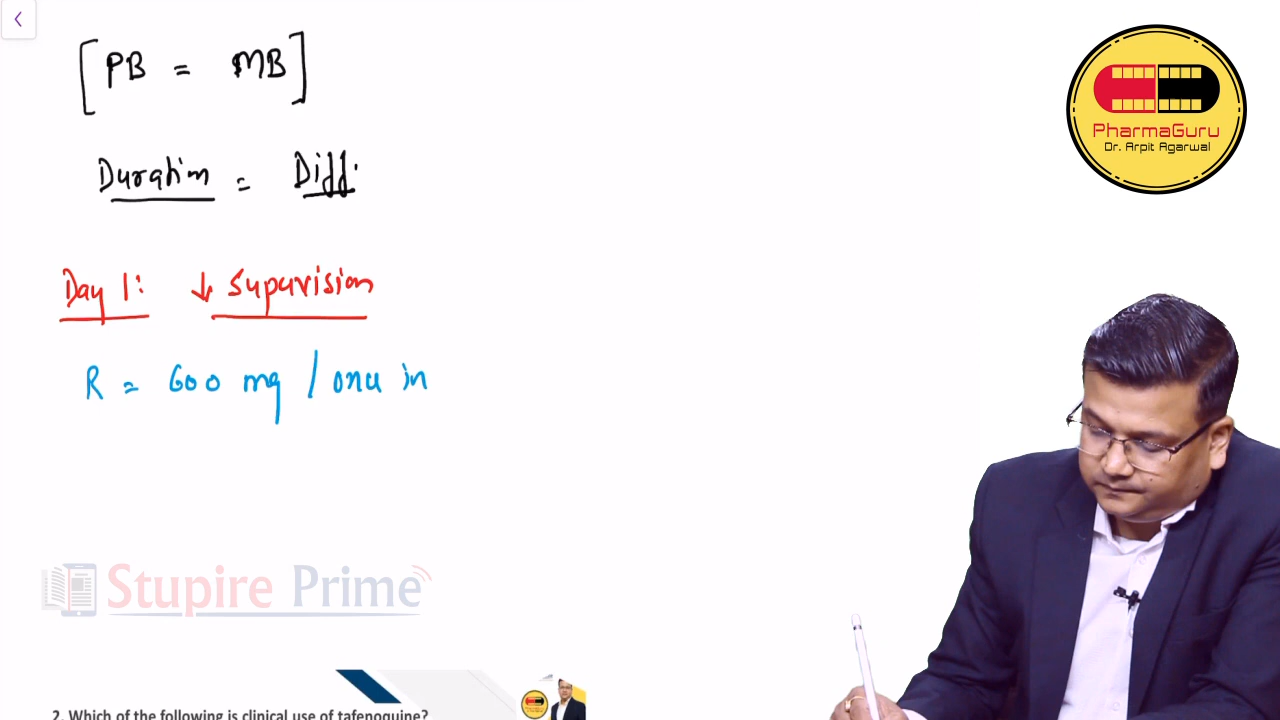 [PB = MB]
Duration = Diff.
Day 1: ↓ Supervision
R = 600 mg / once in
PharmaGuru
Dr. Arpit Agarwal
Stupire Prime
2. Which of the following is clinical use of tafenoquine?